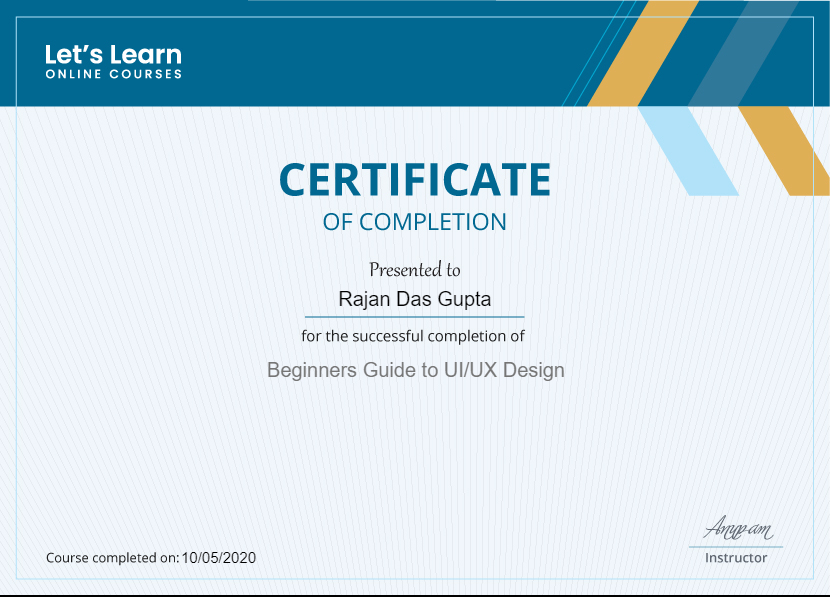 Let's Learn
ONLINE COURSES
CERTIFICATE
OF COMPLETION
Presented to
Rajan Das Gupta
for the successful completion of
Beginners Guide to UI/UX Design
Anupam
Course completed on: 10/05/2020
Instructor